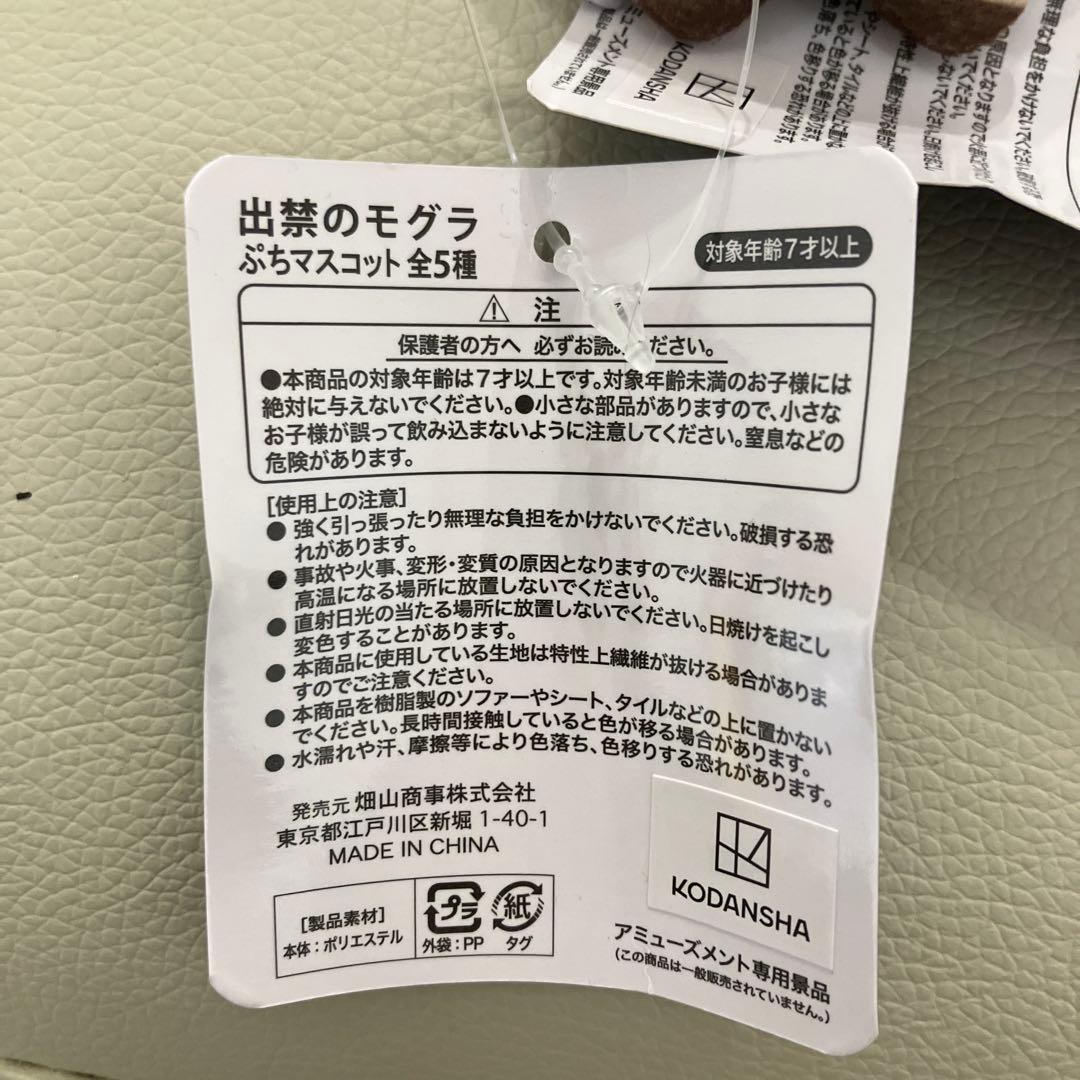 出禁のモグラ
ぷちマスコット 全5種
対象年齢7才以上
注
保護者の方へ 必ずお読みください。
●本商品の対象年齢は7才以上です。対象年齢未満のお子様には
絶対に与えないでください。●小さな部品がありますので、小さな
お子様が誤って飲み込まないように注意してください。窒息などの
危険があります。
[使用上の注意]
● 強く引っ張ったり無理な負担をかけないでください。破損する恐
れがあります。
● 事故や火事、変形・変質の原因となりますので火器に近づけたり
高温になる場所に放置しないでください。
● 直射日光の当たる場所に放置しないでください。日焼けを起こし
変色することがあります。
● 本商品に使用している生地は特性上繊維が抜ける場合がありま
すのでご注意ください。
● 本商品を樹脂製のソファーやシート、タイルなどの上に置かない
でください。長時間接触していると色が移る場合があります。
● 水濡れや汗、摩擦等により色落ち、色移りする恐れがあります。
発売元 畑山商事株式会社
東京都江戸川区新堀 1-40-1
MADE IN CHINA
[製品素材]
本体：ポリエステル
プラ
外袋：PP
紙
タグ
KODANSHA
アミューズメント専用景品
(この商品は一般販売されていません。)
KODANSHA